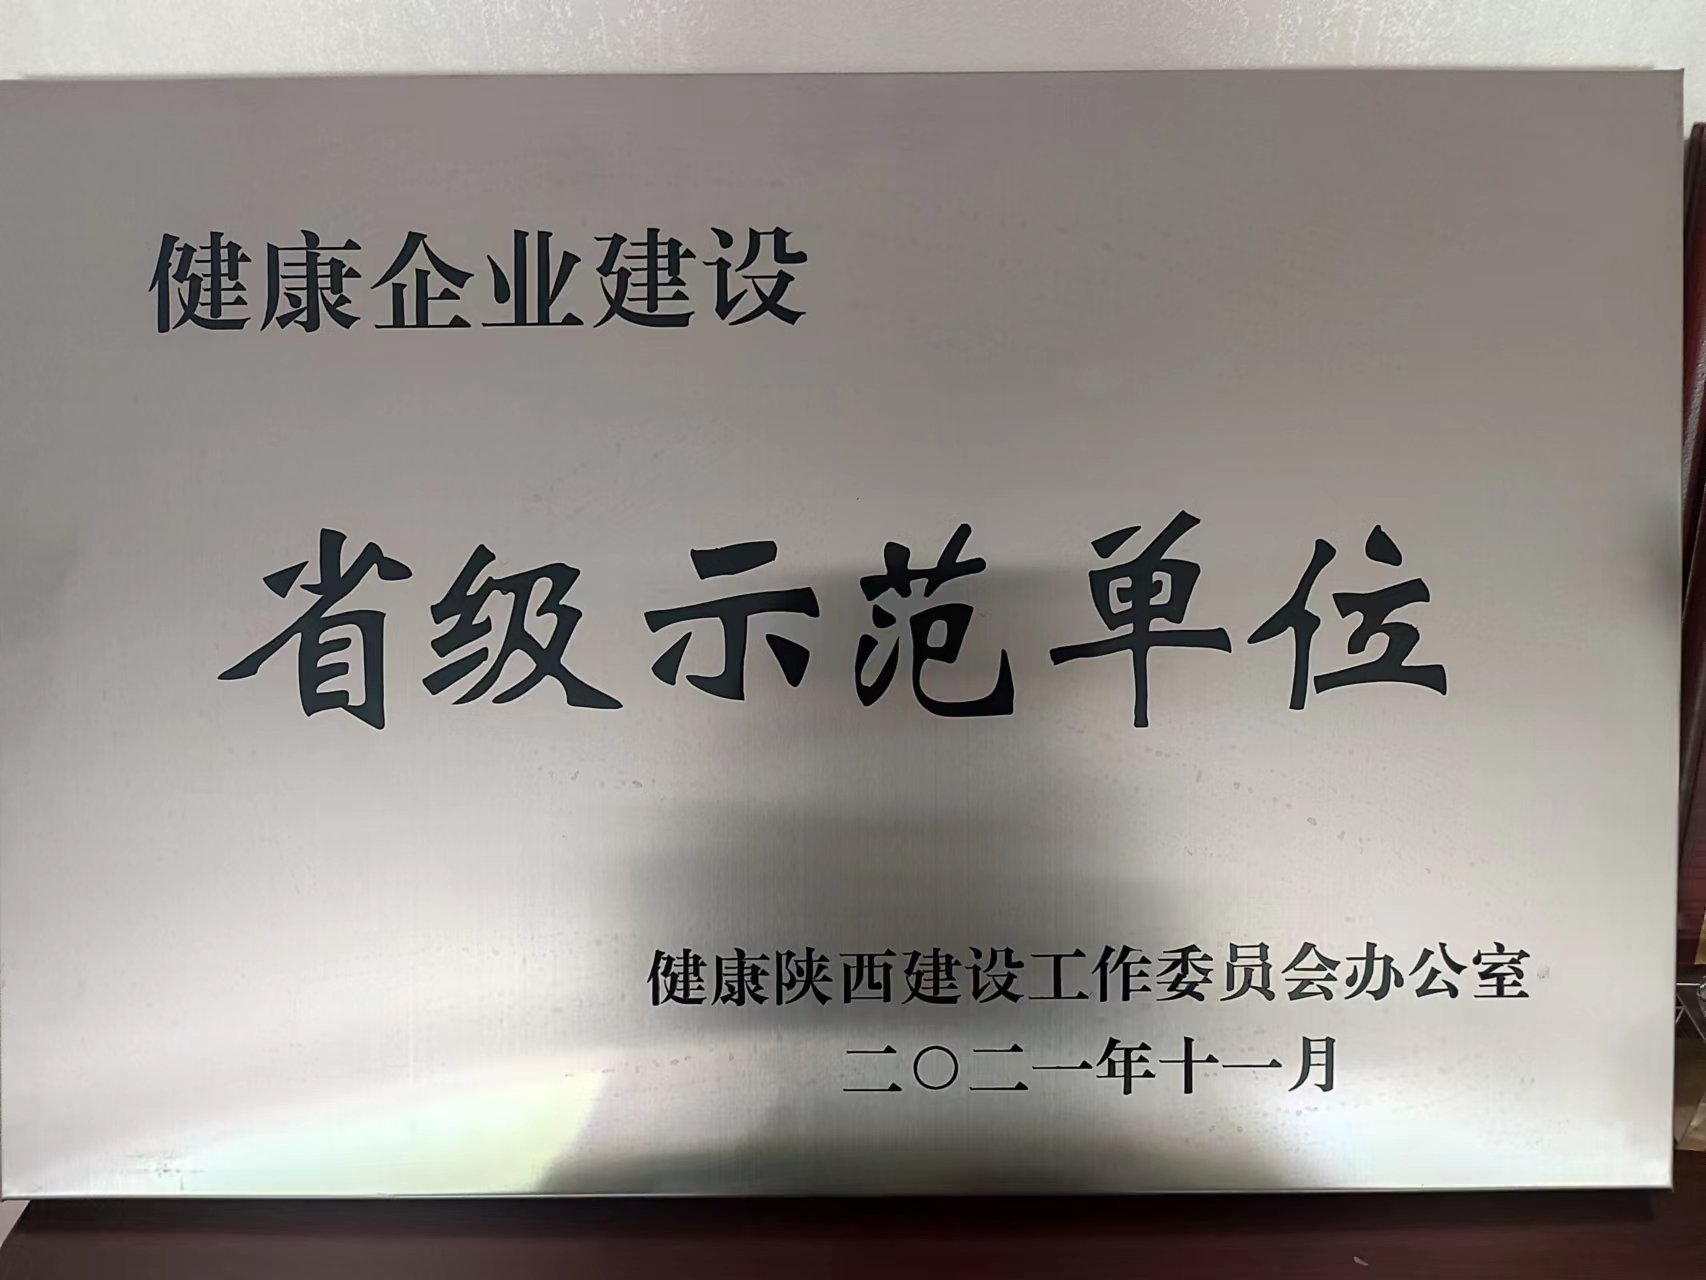 健康企业建设
省级示范单位
健康陕西建设工作委员会办公室
二〇二一年十一月